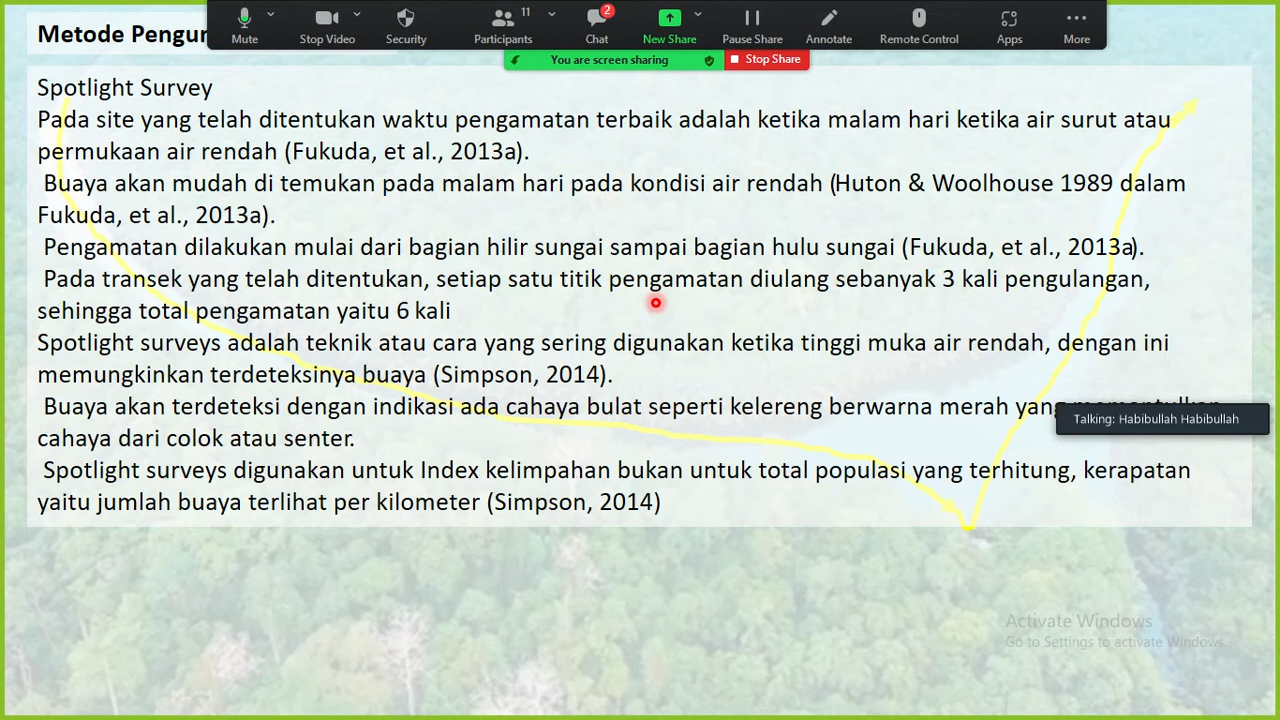 Mute
Stop Video
Security
Participants
11
Chat
2
New Share
Pause Share
Annotate
Remote Control
Apps
More
You are screen sharing
Stop Share
Metode
Spotlight Survey
Pada site yang telah ditentukan waktu pengamatan terbaik adalah ketika malam hari ketika air surut atau
permukaan air rendah (Fukuda, et al., 2013a).
Buaya akan mudah di temukan pada malam hari pada kondisi air rendah (Huton & Woolhouse 1989 dalam
Fukuda, et al., 2013a).
Pengamatan dilakukan mulai dari bagian hilir sungai sampai bagian hulu sungai (Fukuda, et al., 2013a).
Pada transek yang telah ditentukan, setiap satu titik pengamatan diulang sebanyak 3 kali pengulangan,
sehingga total pengamatan yaitu 6 kali
Spotlight surveys adalah teknik atau cara yang sering digunakan ketika tinggi muka air rendah, dengan ini
memungkinkan terdeteksinya buaya (Simpson, 2014).
Buaya akan terdeteksi dengan indikasi ada cahaya bulat seperti kelereng berwarna merah yang
Talking: Habibullah Habibullah
cahaya dari colok atau senter.
Spotlight surveys digunakan untuk Index kelimpahan bukan untuk total populasi yang terhitung, kerapatan
yaitu jumlah buaya terlihat per kilometer (Simpson, 2014)
Activate Windows
Go to Settings to activate Windows.